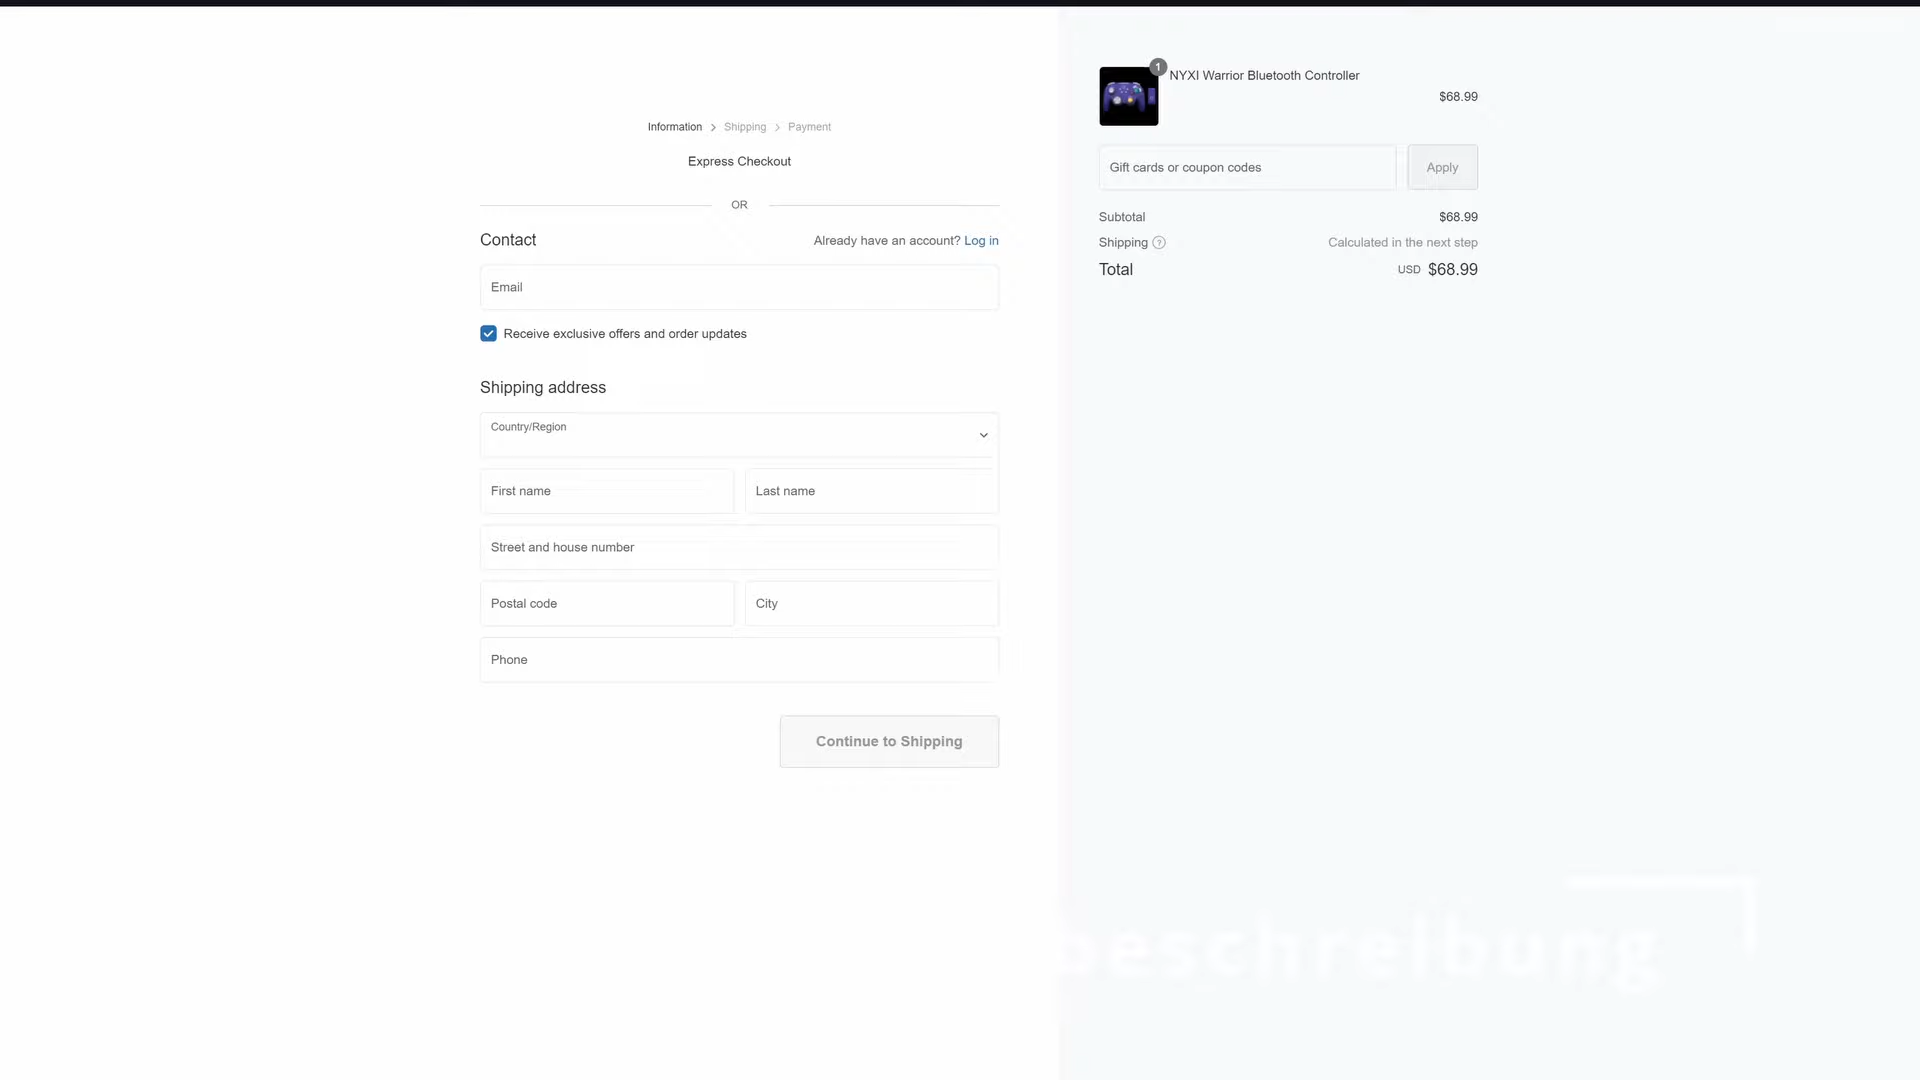 Information > Shipping > Payment
Express Checkout
OR
Contact
Already have an account? Log in
Email
Receive exclusive offers and order updates
Shipping address
Country/Region
First name
Last name
Street and house number
Postal code
City
Phone
Continue to Shipping
1
NYXI Warrior Bluetooth Controller
$68.99
Gift cards or coupon codes
Apply
Subtotal
$68.99
Shipping ?
Calculated in the next step
Total
USD $68.99
beschreibung